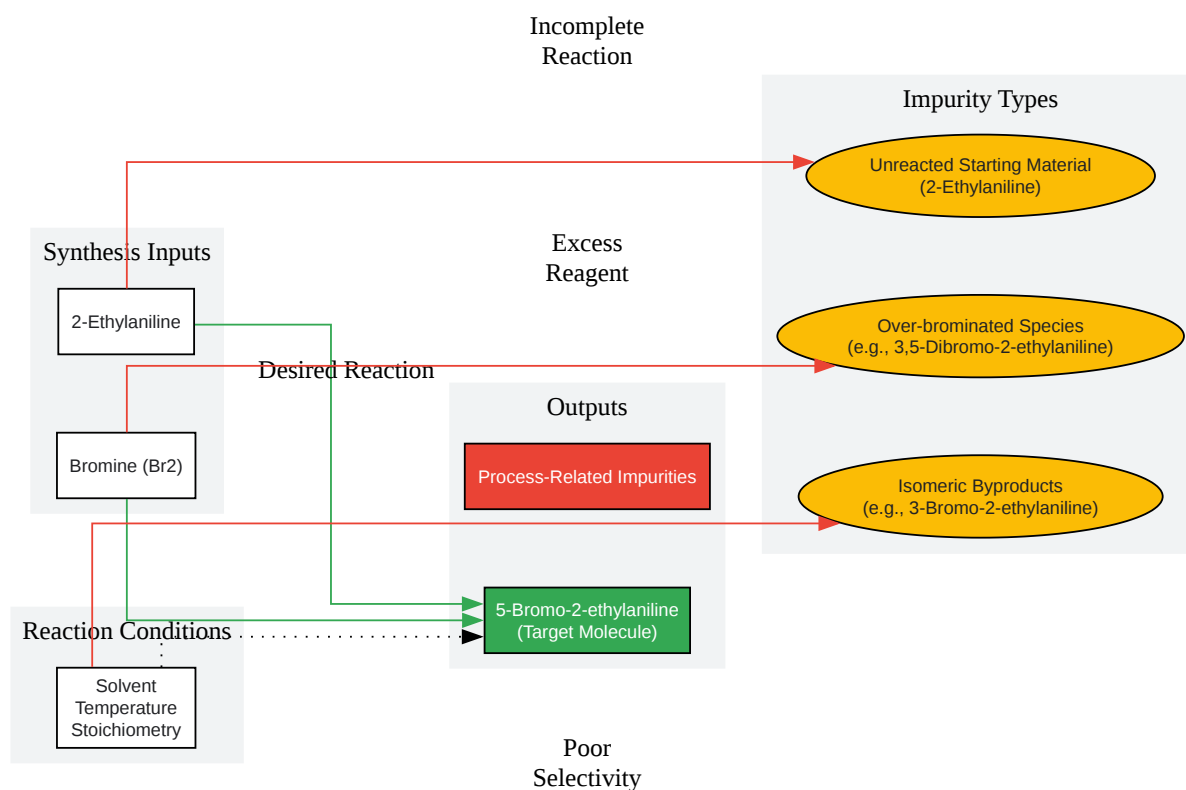 Incomplete
Reaction
Impurity Types
Unreacted Starting Material
(2-Ethylaniline)
Synthesis Inputs
Excess
Reagent
2-Ethylaniline
Over-brominated Species
(e.g., 3,5-Dibromo-2-ethylaniline)
Desired Reaction
Outputs
Bromine (Br2)
Process-Related Impurities
Isomeric Byproducts
(e.g., 3-Bromo-2-ethylaniline)
5-Bromo-2-ethylaniline
(Target Molecule)
Reaction Conditions
Solvent
Temperature
Stoichiometry
Poor
Selectivity